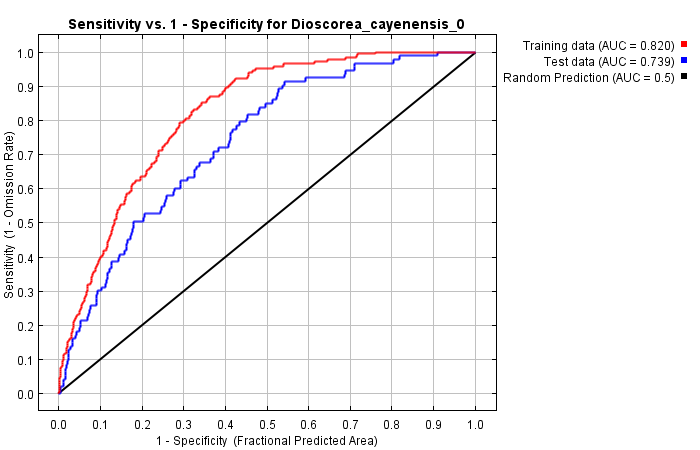 Sensitivity vs. 1 - Specificity for Dioscorea_cayenensis_0
Training data (AUC = 0.820)
Test data (AUC = 0.739)
Random Prediction (AUC = 0.5)
Sensitivity (1 - Omission Rate)
1.0
0.9
0.8
0.7
0.6
0.5
0.4
0.3
0.2
0.1
0.0
0.0 0.1 0.2 0.3 0.4 0.5 0.6 0.7 0.8 0.9 1.0
1 - Specificity (Fractional Predicted Area)